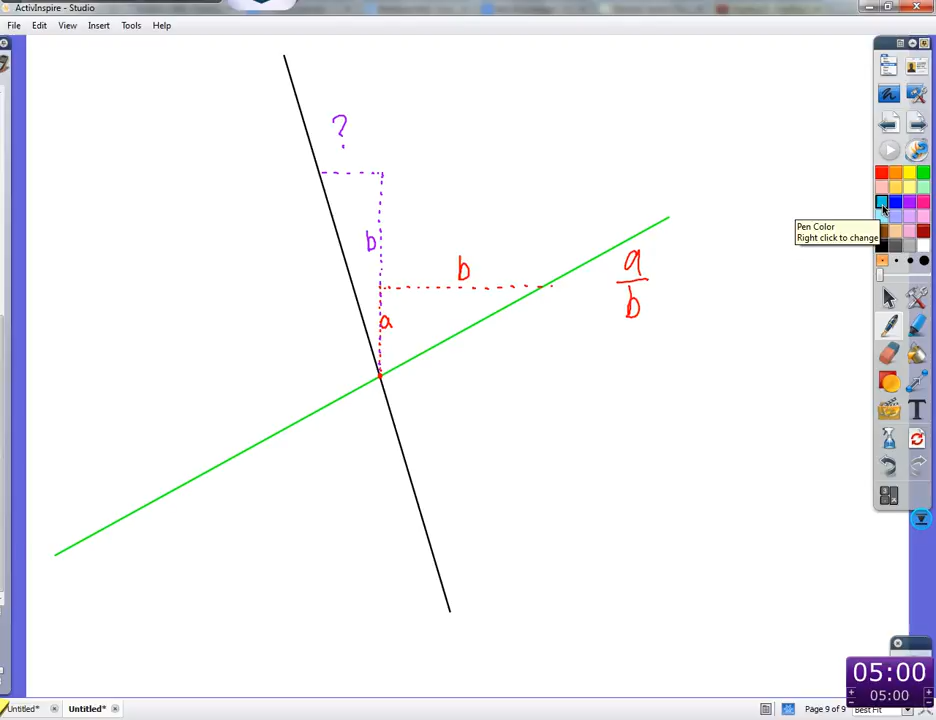 ActivInspire - Studio
File Edit View Insert Tools Help
?
b
b
a
a
b
Pen Color
Right click to change
T
05:00
05:00
Untitled* Untitled* Page 9 of 9 Best Fit